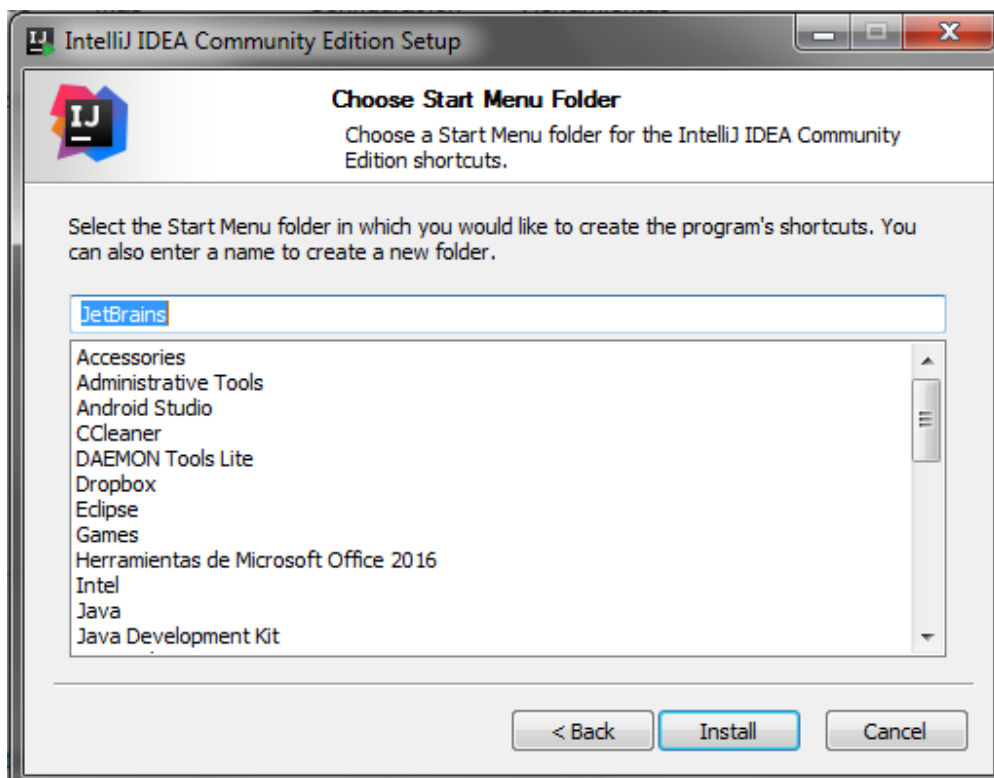 IntelliJ IDEA Community Edition Setup
IJ
Choose Start Menu Folder
Choose a Start Menu folder for the IntelliJ IDEA Community
Edition shortcuts.
Select the Start Menu folder in which you would like to create the program's shortcuts. You
can also enter a name to create a new folder.
JetBrains
Accessories
Administrative Tools
Android Studio
CCleaner
DAEMON Tools Lite
Dropbox
Eclipse
Games
Herramientas de Microsoft Office 2016
Intel
Java
Java Development Kit
< Back
Install
Cancel